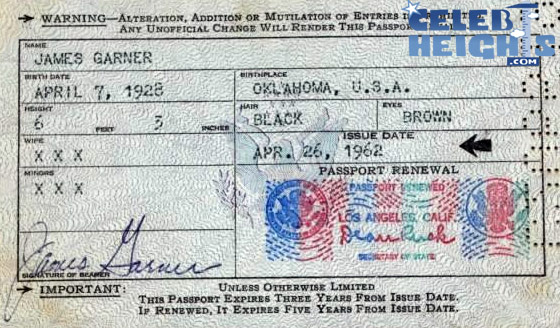 WARNING—ALTERATION, ADDITION OR MUTILATION OF ENTRIES IS
ANY UNOFFICIAL CHANGE WILL RENDER THIS PASSPORT
CELEB
HEIGHTS
.COM
NAME
JAMES GARNER
BIRTH DATE
APRIL 7, 1928
BIRTHPLACE
OKLAHOMA, U.S.A.
HEIGHT
6 FEET 3 INCHES
HAIR
BLACK
EYES
BROWN
WIFE
X X X
ISSUE DATE
APR. 26, 1962
MINORS
X X X
PASSPORT RENEWAL
PASSPORT RENEWED
LOS ANGELES, CALIF.
Dean Rusk
SECRETARY OF STATE
James Garner
SIGNATURE OF BEARER
IMPORTANT:
UNLESS OTHERWISE LIMITED
THIS PASSPORT EXPIRES THREE YEARS FROM ISSUE DATE.
IF RENEWED, IT EXPIRES FIVE YEARS FROM ISSUE DATE.